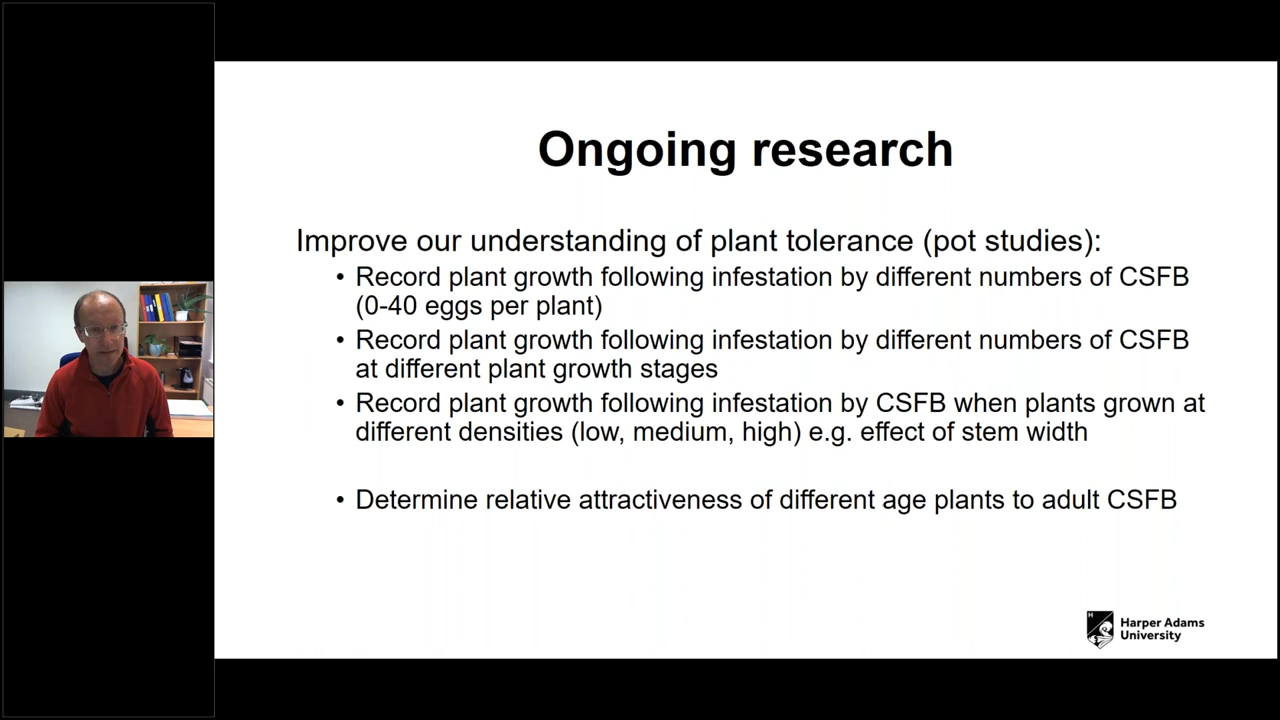 Ongoing research
Improve our understanding of plant tolerance (pot studies):
• Record plant growth following infestation by different numbers of CSFB
(0-40 eggs per plant)
• Record plant growth following infestation by different numbers of CSFB
at different plant growth stages
• Record plant growth following infestation by CSFB when plants grown at
different densities (low, medium, high) e.g. effect of stem width
• Determine relative attractiveness of different age plants to adult CSFB
Harper Adams
University